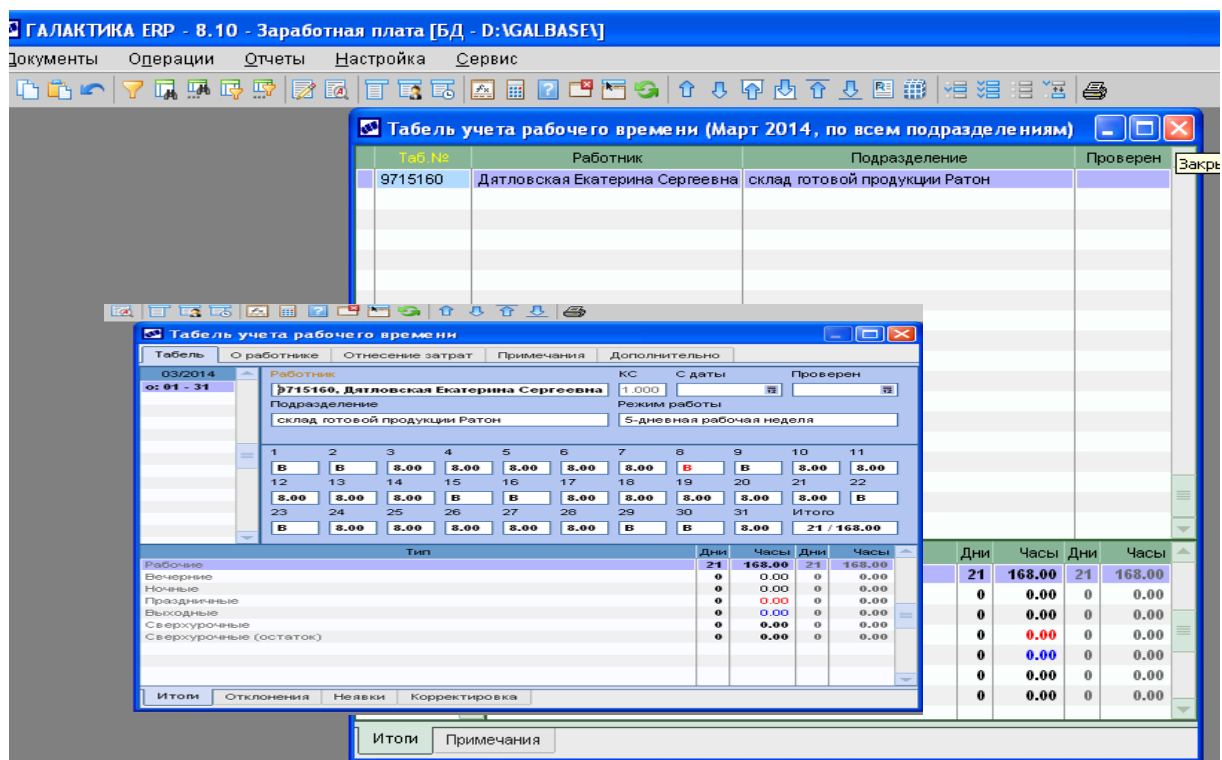 ГАЛАКТИКА ERP - 8.10 - Заработная плата [БД - D:\GALBASE\]
Документы Операции Отчеты Настройка Сервис
Табель учета рабочего времени (Март 2014, по всем подразделениям)
Таб.№ Работник Подразделение Проверен
Закры
9715160 Дятловская Екатерина Сергеевна склад готовой продукции Ратон
Табель учета рабочего времени
Табель О работнике Отнесение затрат Примечания Дополнительно
03/2014 Работник КС С даты Проверен
о: 01 - 31 9715160, Дятловская Екатерина Сергеевна 1.000
Подразделение Режим работы
склад готовой продукции Ратон 5-дневная рабочая неделя
1 2 3 4 5 6 7 8 9 10 11
В В 8.00 8.00 8.00 8.00 8.00 В В 8.00 8.00
12 13 14 15 16 17 18 19 20 21 22
8.00 8.00 8.00 В В 8.00 8.00 8.00 8.00 8.00 В
23 24 25 26 27 28 29 30 31 Итого
В 8.00 8.00 8.00 8.00 8.00 В В 8.00 21 / 168.00
Тип Дни Часы Дни Часы
Рабочие 21 168.00 21 168.00
Вечерние 0 0.00 0 0.00
Ночные 0 0.00 0 0.00
Праздничные 0 0.00 0 0.00
Выходные 0 0.00 0 0.00
Сверхурочные 0 0.00 0 0.00
Сверхурочные (остаток) 0 0.00 0 0.00
Итоги Отклонения Неявки Корректировка
Дни Часы Дни Часы
21 168.00 21 168.00
0 0.00 0 0.00
0 0.00 0 0.00
0 0.00 0 0.00
0 0.00 0 0.00
0 0.00 0 0.00
0 0.00 0 0.00
Итоги Примечания